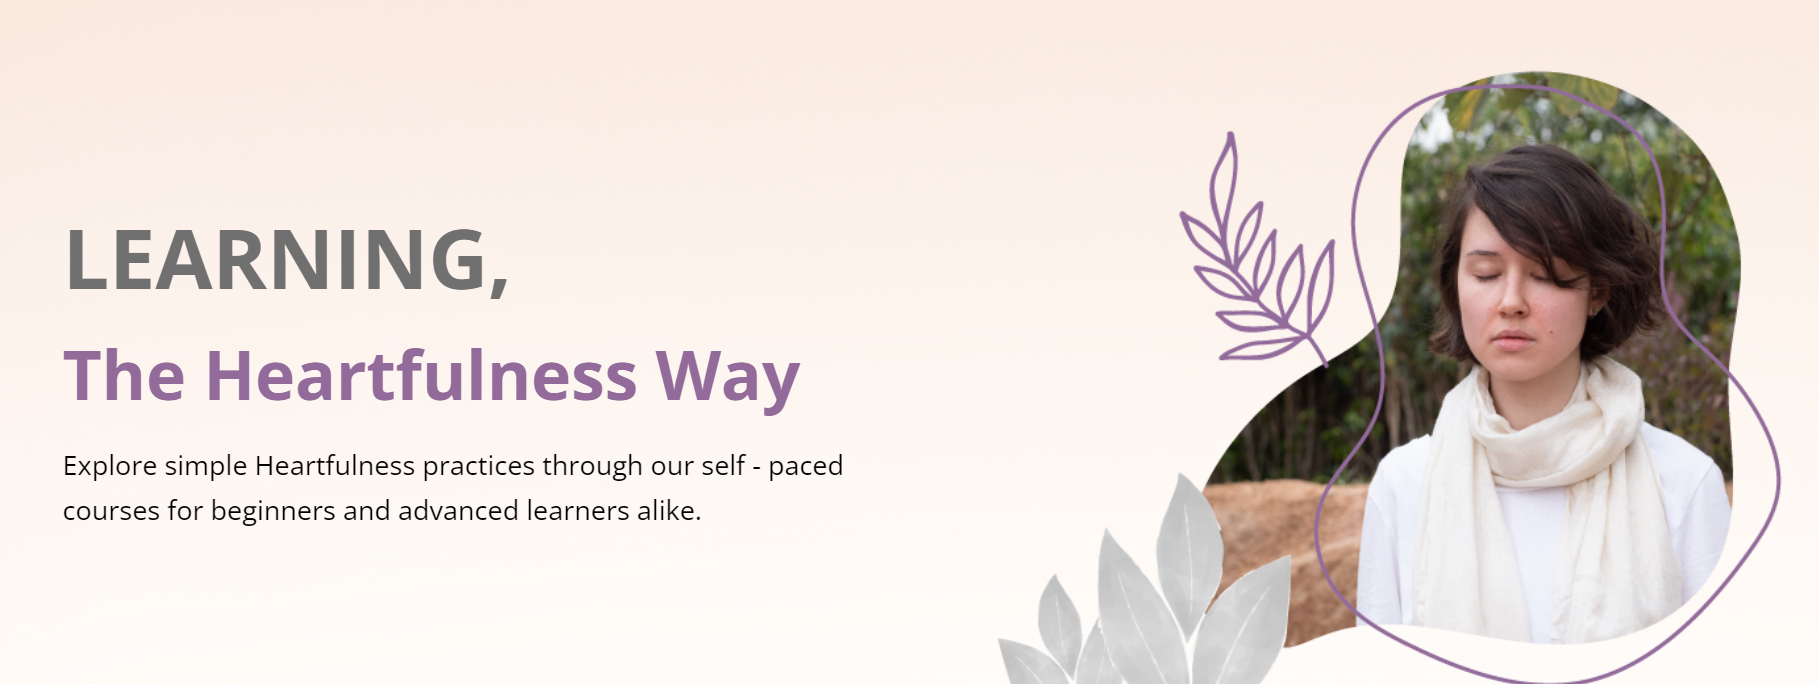 LEARNING,
The Heartfulness Way
Explore simple Heartfulness practices through our self - paced
courses for beginners and advanced learners alike.